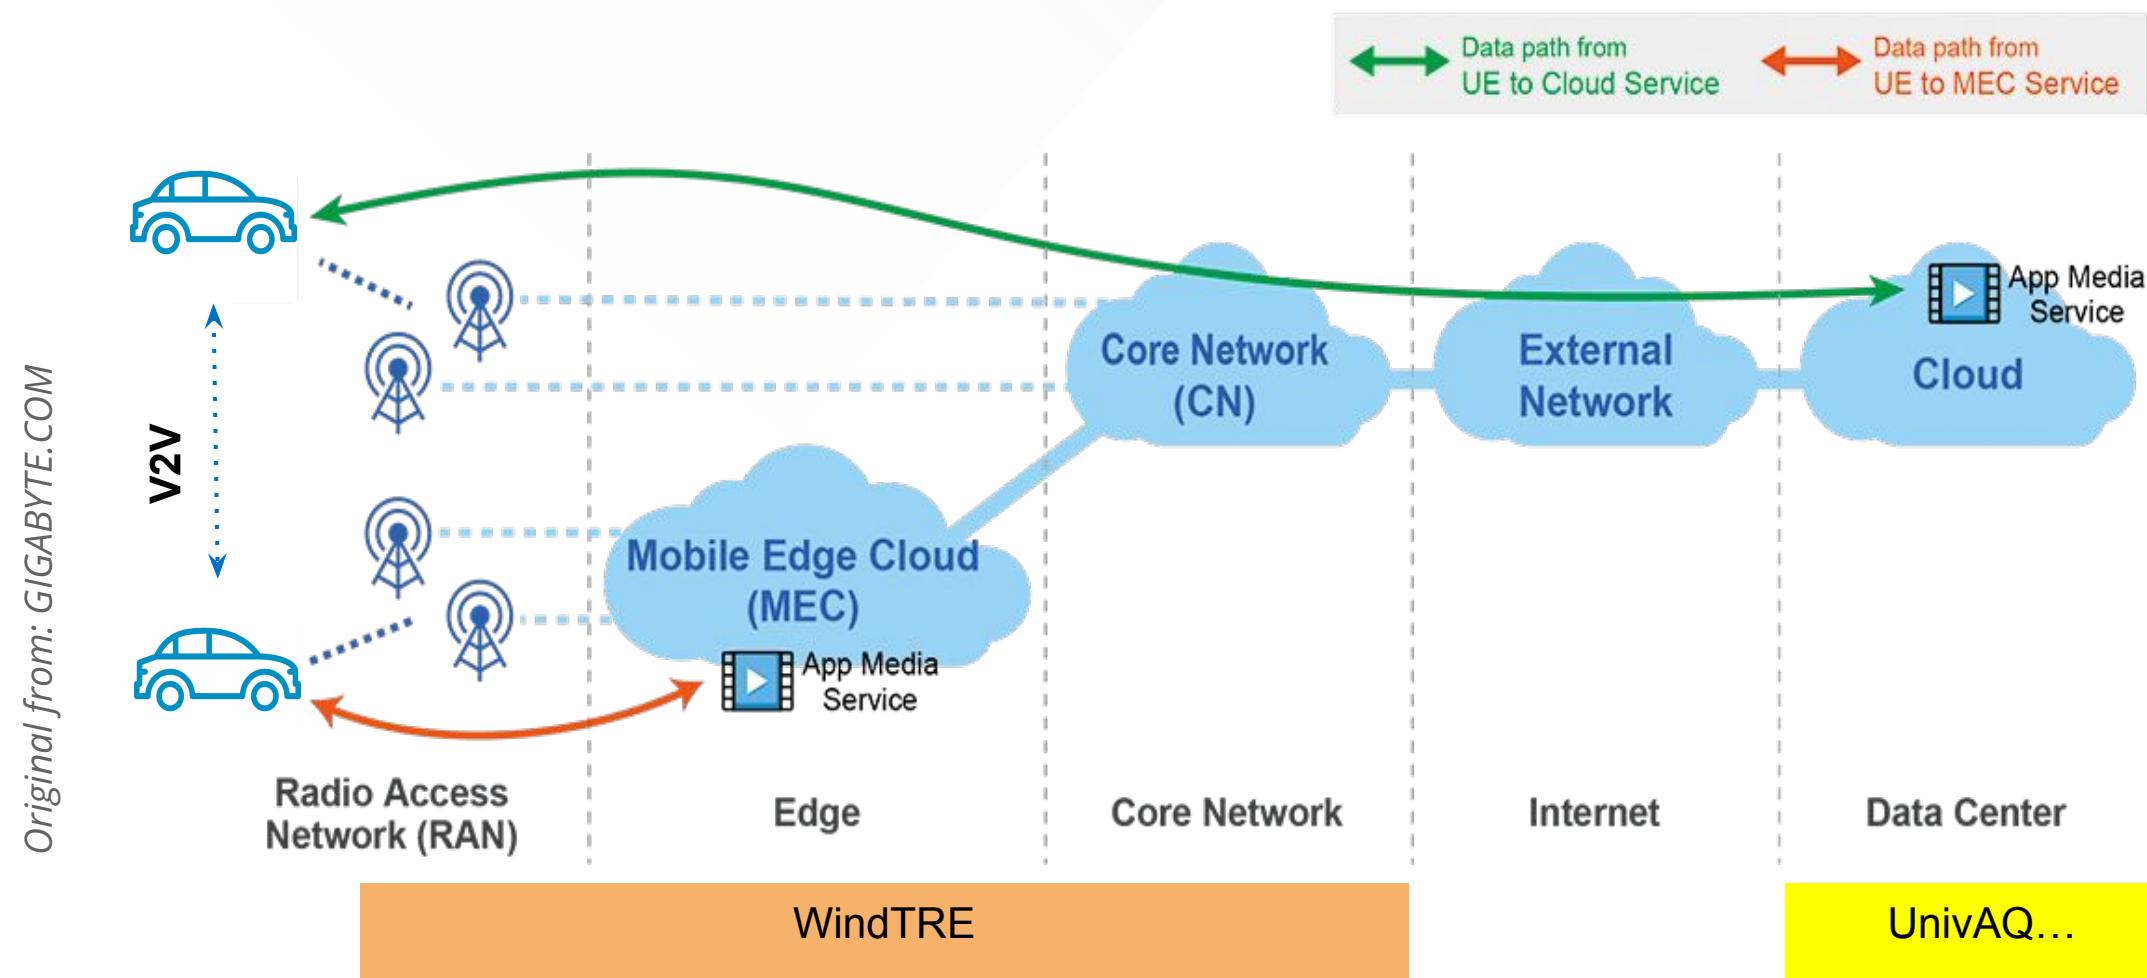 Data path from
UE to Cloud Service
Data path from
UE to MEC Service
App Media
Service
Core Network
(CN)
External
Network
Cloud
V2V
Original from: GIGABYTE.COM
Mobile Edge Cloud
(MEC)
App Media
Service
Radio Access
Network (RAN)
Edge
Core Network
Internet
Data Center
WindTRE
UnivAQ...